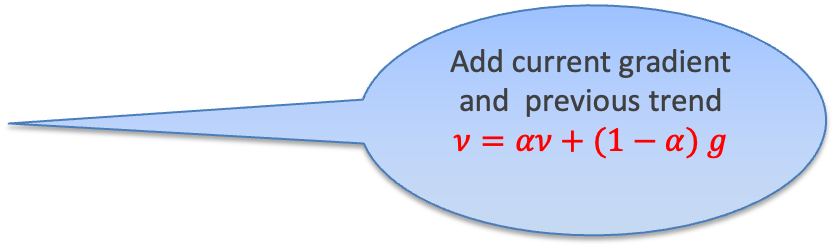 Add current gradient
and previous trend
𝜈 = 𝛼𝜈 + (1 − 𝛼) 𝑔